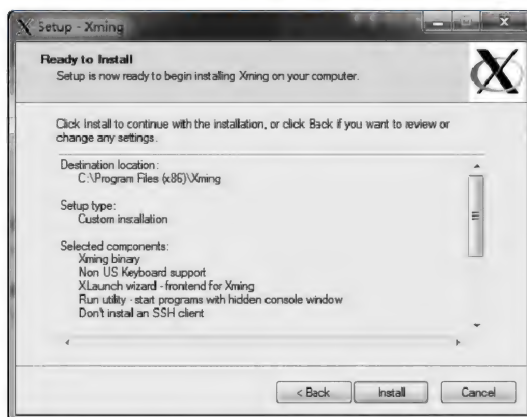 Setup - Xming
Ready to Install
Setup is now ready to begin installing Xming on your computer.
Click Install to continue with the installation, or click Back if you want to review or
change any settings.
Destination location:
C:\Program Files (x86)\Xming
Setup type:
Custom installation
Selected components:
Xming binary
Non US Keyboard support
XLaunch wizard - frontend for Xming
Run utility - start programs with hidden console window
Don't install an SSH client
< Back
Install
Cancel